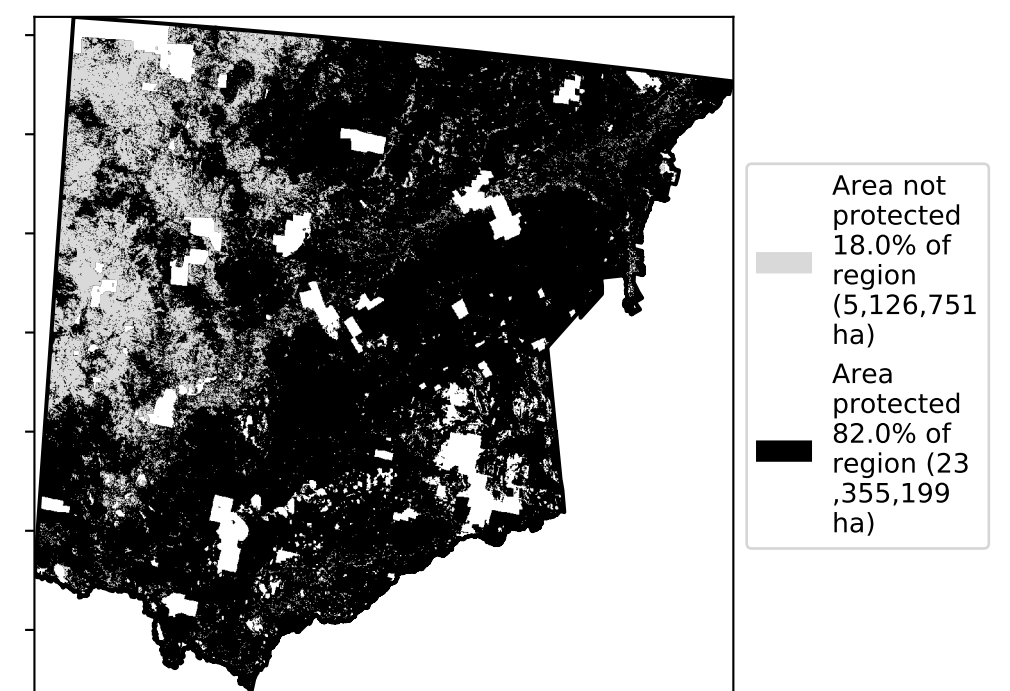 Area not
protected
18.0% of
region
(5,126,751
ha)
Area
protected
82.0% of
region (23
,355,199
ha)